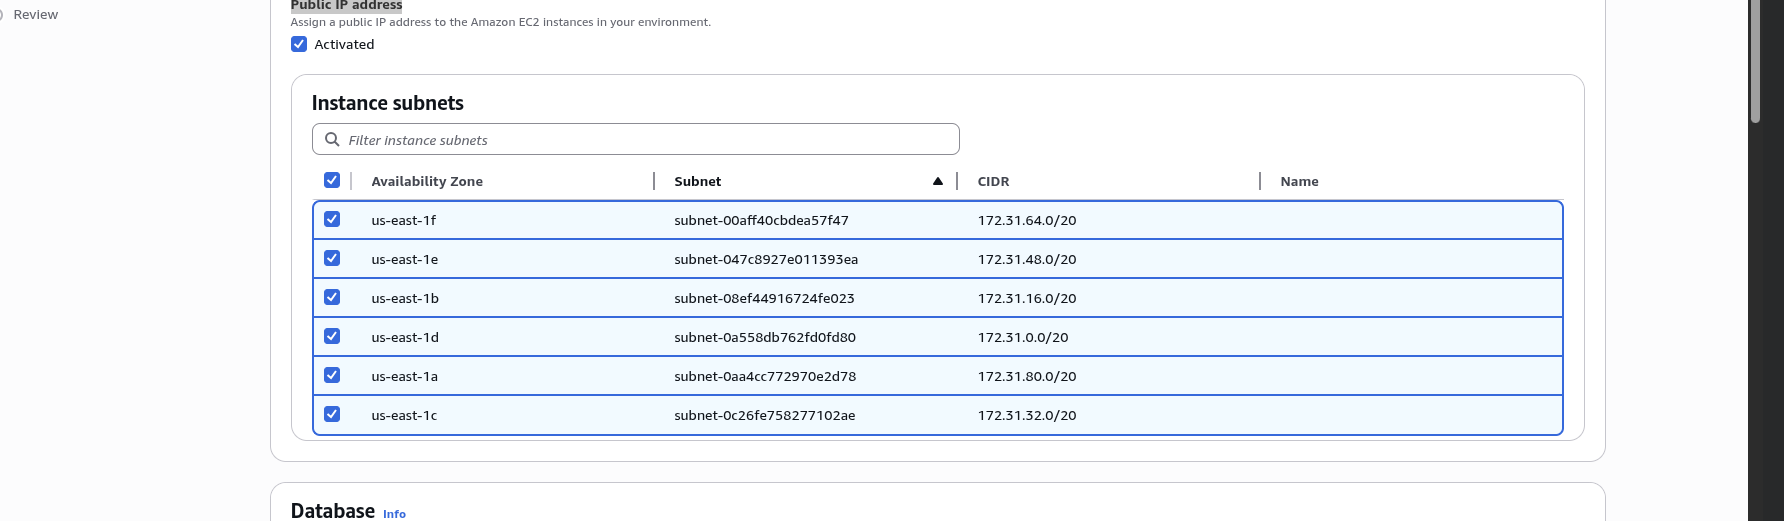 Review
Public IP address
Assign a public IP address to the Amazon EC2 instances in your environment.
Activated
Instance subnets
Filter instance subnets
Availability Zone Subnet CIDR Name
us-east-1f subnet-00aff40cbdea57f47 172.31.64.0/20
us-east-1e subnet-047c8927e011393ea 172.31.48.0/20
us-east-1b subnet-08ef44916724fe023 172.31.16.0/20
us-east-1d subnet-0a558db762fd0fd80 172.31.0.0/20
us-east-1a subnet-0aa4cc772970e2d78 172.31.80.0/20
us-east-1c subnet-0c26fe758277102ae 172.31.32.0/20
Database Info